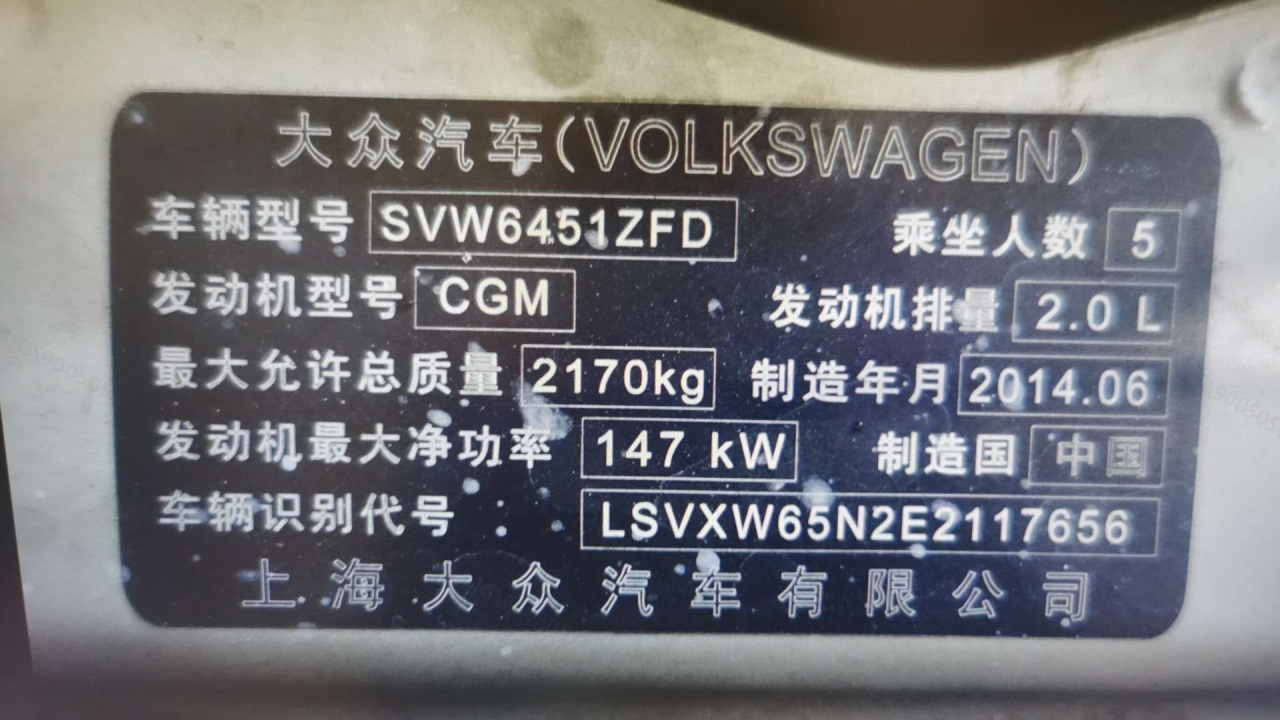 大众汽车(VOLKSWAGEN)
车辆型号 SVW6451ZFD 乘坐人数 5
发动机型号 CGM 发动机排量 2.0 L
最大允许总质量 2170kg 制造年月 2014.06
发动机最大净功率 147 kW 制造国 中国
车辆识别代号 : LSVXW65N2E2117656
上海大众汽车有限公司